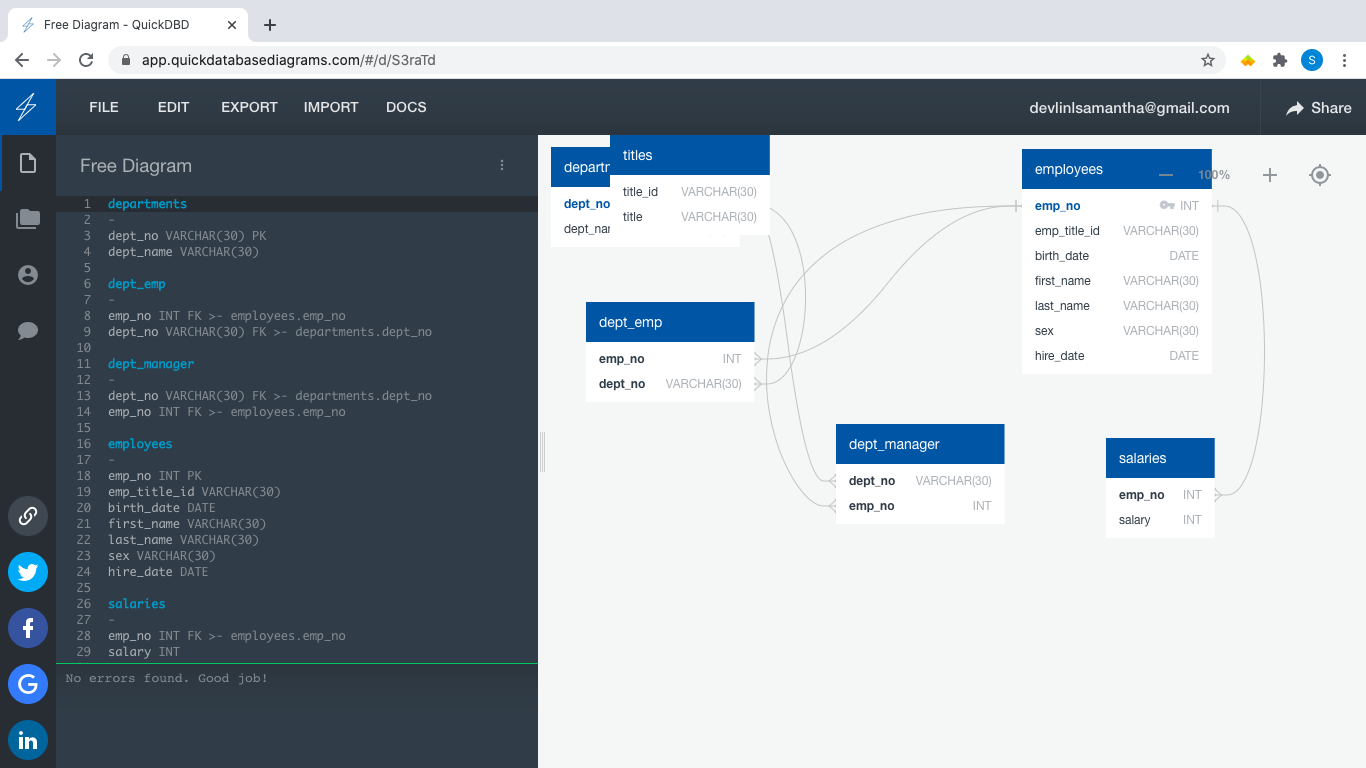 Free Diagram - QuickDBD
app.quickdatabasediagrams.com/#/d/S3raTd
S
FILE EDIT EXPORT IMPORT DOCS
devlinlsamantha@gmail.com
Share
Free Diagram
1 departments
2 -
3 dept_no VARCHAR(30) PK
4 dept_name VARCHAR(30)
5
6 dept_emp
7 -
8 emp_no INT FK >- employees.emp_no
9 dept_no VARCHAR(30) FK >- departments.dept_no
10
11 dept_manager
12 -
13 dept_no VARCHAR(30) FK >- departments.dept_no
14 emp_no INT FK >- employees.emp_no
15
16 employees
17 -
18 emp_no INT PK
19 emp_title_id VARCHAR(30)
20 birth_date DATE
21 first_name VARCHAR(30)
22 last_name VARCHAR(30)
23 sex VARCHAR(30)
24 hire_date DATE
25
26 salaries
27 -
28 emp_no INT FK >- employees.emp_no
29 salary INT
No errors found. Good job!
f
G
in
departm
dept_no
dept_nar
titles
title_id VARCHAR(30)
title VARCHAR(30)
dept_emp
emp_no INT
dept_no VARCHAR(30)
dept_manager
dept_no VARCHAR(30)
emp_no INT
employees
100%
emp_no INT
emp_title_id VARCHAR(30)
birth_date DATE
first_name VARCHAR(30)
last_name VARCHAR(30)
sex VARCHAR(30)
hire_date DATE
salaries
emp_no INT
salary INT